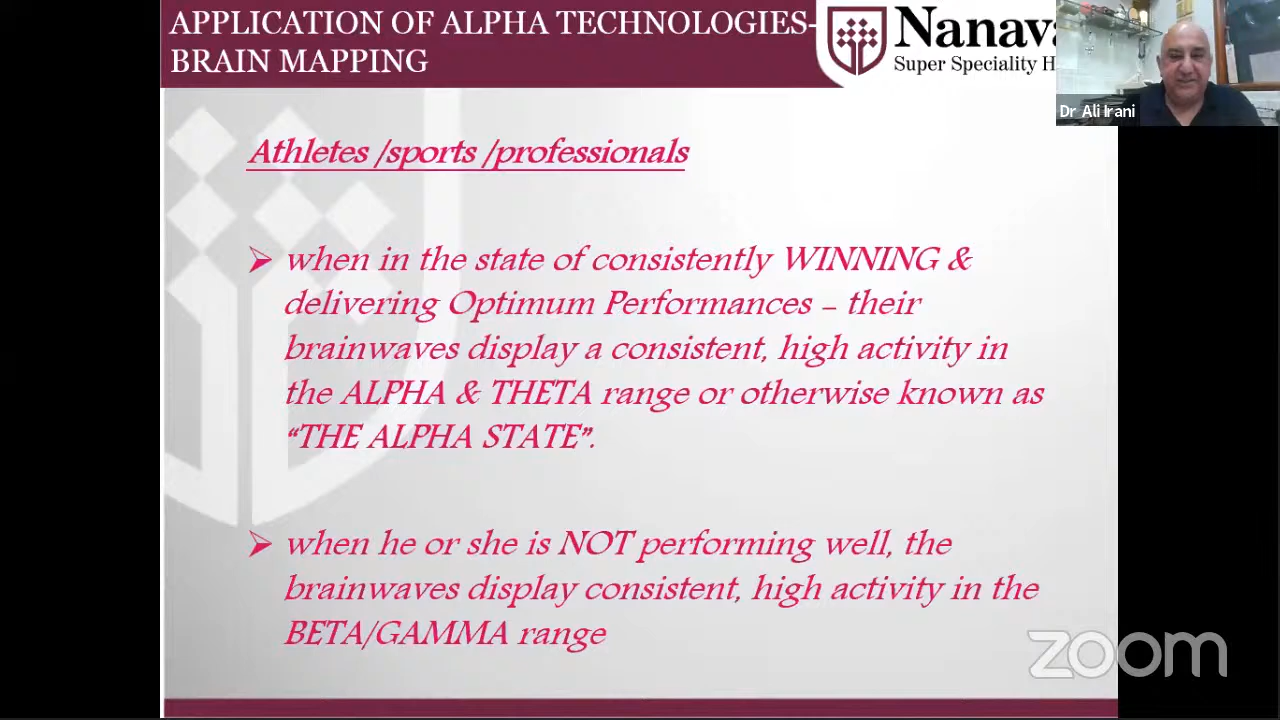 APPLICATION OF ALPHA TECHNOLOGIES-
BRAIN MAPPING
Super Speciality
Dr Ali Irani
Athletes /sports /professionals
when in the state of consistently WINNING &
delivering Optimum Performances – their
brainwaves display a consistent, high activity in
the ALPHA & THETA range or otherwise known as
“THE ALPHA STATE”.
when he or she is NOT performing well, the
brainwaves display consistent, high activity in the
BETA/GAMMA range
zoom